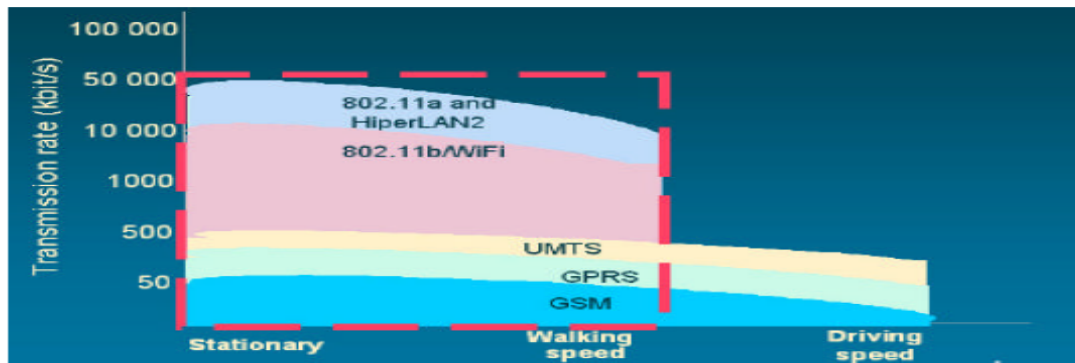 Transmission rate (kbit/s)
100 000
50 000
10 000
1000
500
50
802.11a and
HiperLAN2
802.11b/WiFi
UMTS
GPRS
GSM
Stationary
Walking
speed
Driving
speed